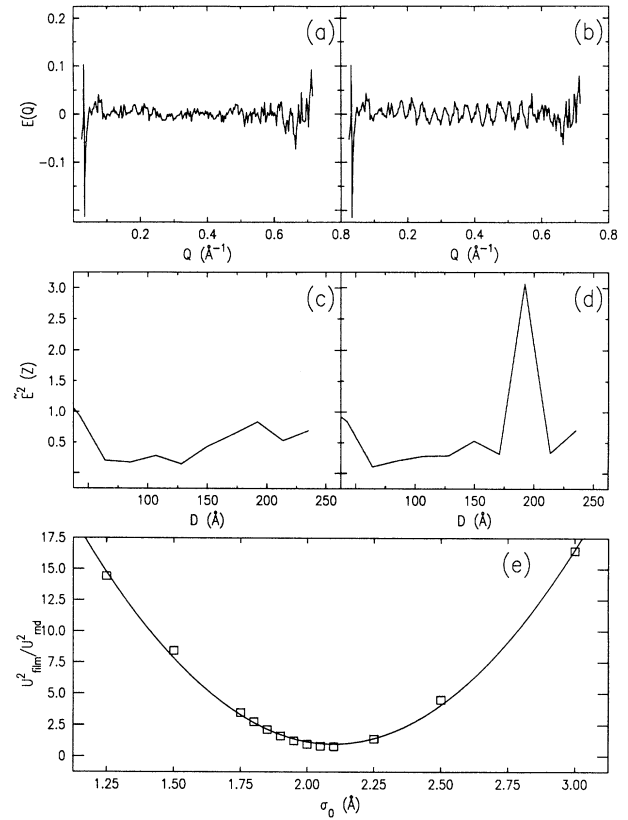 0.2
0.1
0
-0.1
E(Q)
(a)
(b)
0.2 0.4 0.6 0.8 0.2 0.4 0.6 0.8
Q (Å⁻¹) Q (Å⁻¹)
3.0
2.5
2.0
1.5
1.0
0.5
Ẽ² (Z)
(c)
(d)
50 100 150 200 250 50 100 150 200 250
D (Å) D (Å)
17.5
15.0
12.5
10.0
7.5
5.0
2.5
0
U²film/U²rnd
(e)
1.25 1.50 1.75 2.00 2.25 2.50 2.75 3.00
σ₀ (Å)